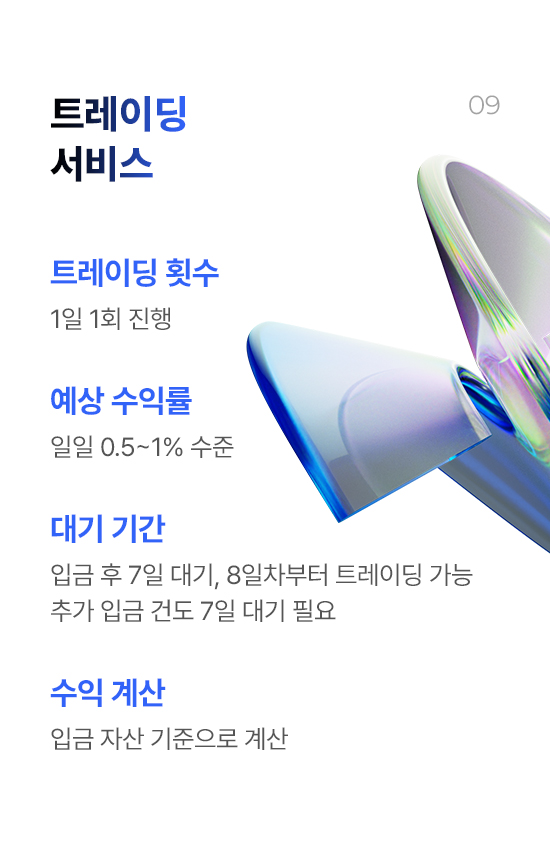 트레이딩
서비스
09
트레이딩 횟수
1일 1회 진행
예상 수익률
일일 0.5~1% 수준
대기 기간
입금 후 7일 대기, 8일차부터 트레이딩 가능
추가 입금 건도 7일 대기 필요
수익 계산
입금 자산 기준으로 계산